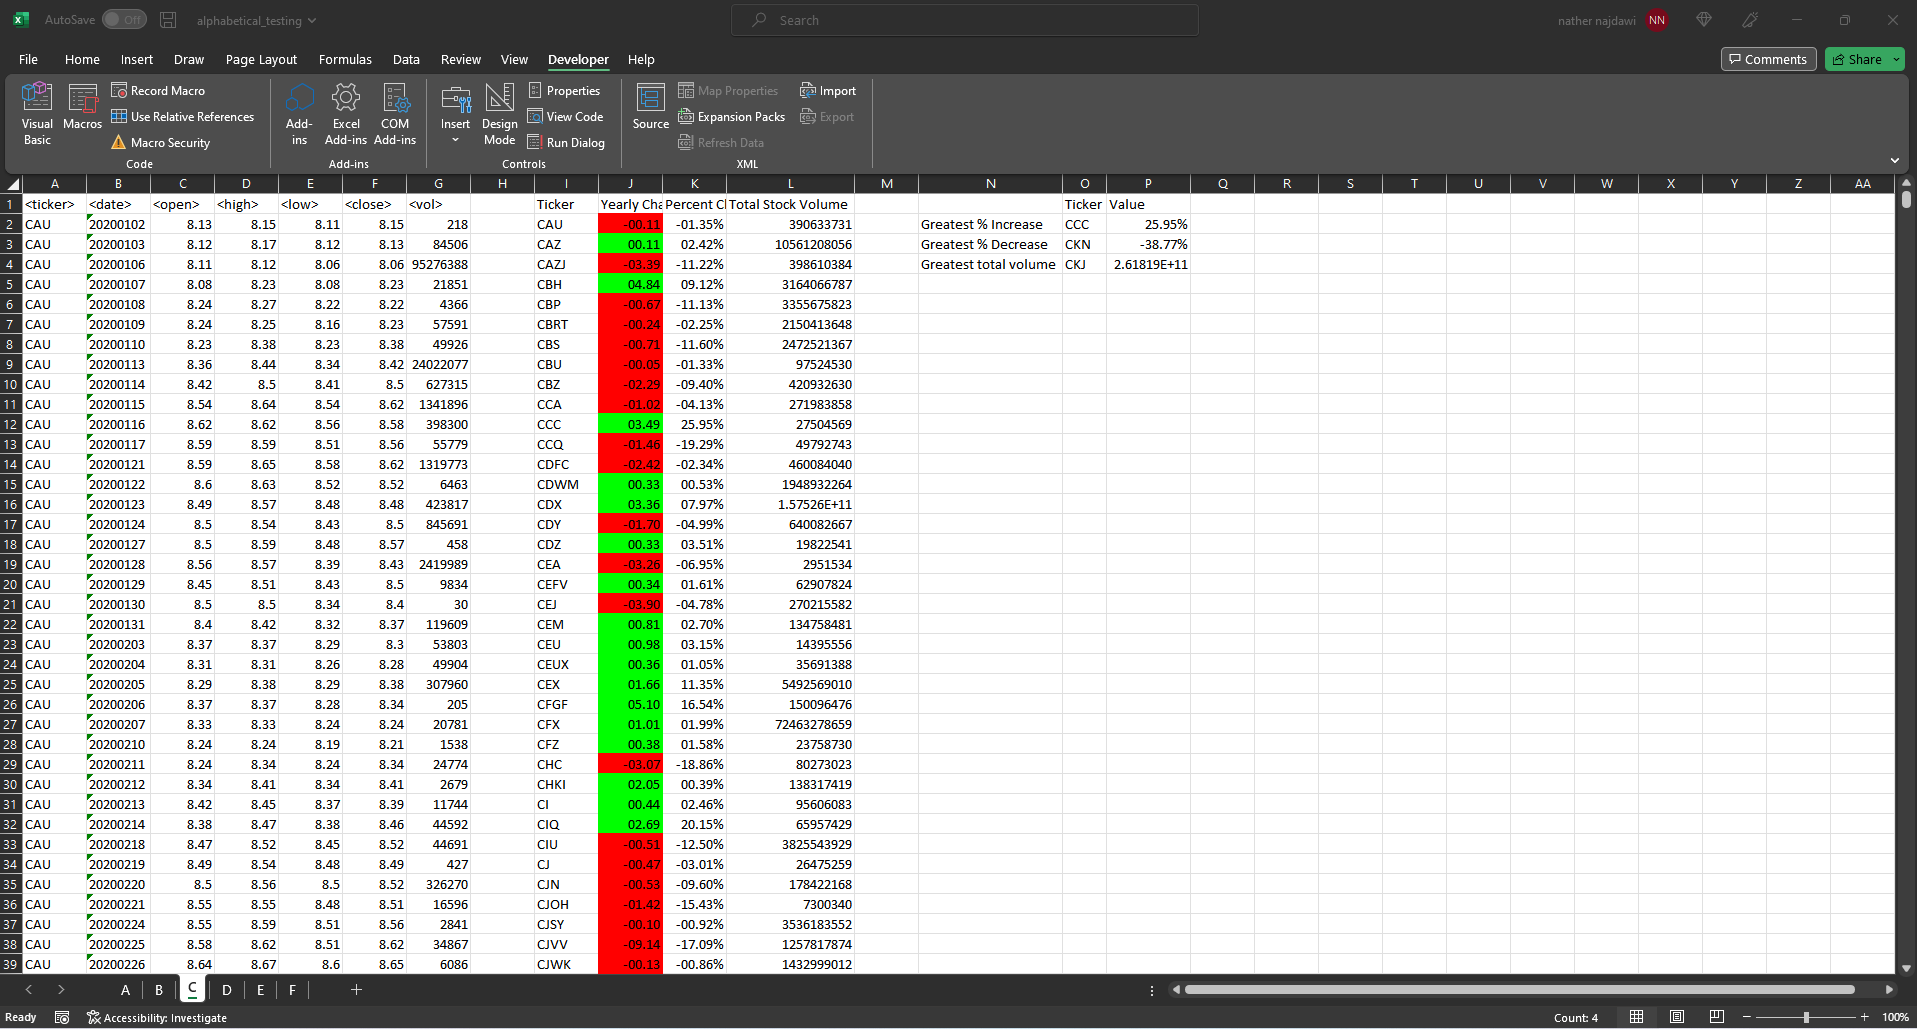 AutoSave Off alphabetical_testing Search nather najdawi NN
File Home Insert Draw Page Layout Formulas Data Review View Developer Help Comments Share
Visual Basic Macros Record Macro Use Relative References Macro Security Code
Add-ins Excel Add-ins COM Add-ins Add-ins
Insert Design Mode Properties View Code Run Dialog Controls
Source Map Properties Expansion Packs Refresh Data Import Export XML
A B C D E F G H I J K L M N O P Q R S T U V W X Y Z AA
1 <ticker> <date> <open> <high> <low> <close> <vol> Ticker Yearly Cha Percent Cl Total Stock Volume Ticker Value
2 CAU 20200102 8.13 8.15 8.11 8.15 218 CAU -00.11 -01.35% 390633731 Greatest % Increase CCC 25.95%
3 CAU 20200103 8.12 8.17 8.12 8.13 84506 CAZ 00.11 02.42% 10561208056 Greatest % Decrease CKN -38.77%
4 CAU 20200106 8.11 8.12 8.06 8.06 95276388 CAZJ -03.39 -11.22% 398610384 Greatest total volume CKJ 2.61819E+11
5 CAU 20200107 8.08 8.23 8.08 8.23 21851 CBH 04.84 09.12% 3164066787
6 CAU 20200108 8.24 8.27 8.22 8.22 4366 CBP -00.67 -11.13% 3355675823
7 CAU 20200109 8.24 8.25 8.16 8.23 57591 CBRT -00.24 -02.25% 2150413648
8 CAU 20200110 8.23 8.38 8.23 8.38 49926 CBS -00.71 -11.60% 2472521367
9 CAU 20200113 8.36 8.44 8.34 8.42 24022077 CBU -00.05 -01.33% 97524530
10 CAU 20200114 8.42 8.5 8.41 8.5 627315 CBZ -02.29 -09.40% 420932630
11 CAU 20200115 8.54 8.64 8.54 8.62 1341896 CCA -01.02 -04.13% 271983858
12 CAU 20200116 8.62 8.62 8.56 8.58 398300 CCC 03.49 25.95% 27504569
13 CAU 20200117 8.59 8.59 8.51 8.56 55779 CCQ -01.46 -19.29% 49792743
14 CAU 20200121 8.59 8.65 8.58 8.62 1319773 CDFC -02.42 -02.34% 460084040
15 CAU 20200122 8.6 8.63 8.52 8.52 6463 CDWM 00.33 00.53% 1948932264
16 CAU 20200123 8.49 8.57 8.48 8.48 423817 CDX 03.36 07.97% 1.57526E+11
17 CAU 20200124 8.5 8.54 8.43 8.5 845691 CDY -01.70 -04.99% 640082667
18 CAU 20200127 8.5 8.59 8.48 8.57 458 CDZ 00.33 03.51% 19822541
19 CAU 20200128 8.56 8.57 8.39 8.43 2419989 CEA -03.26 -06.95% 2951534
20 CAU 20200129 8.45 8.51 8.43 8.5 9834 CEFV 00.34 01.61% 62907824
21 CAU 20200130 8.5 8.5 8.34 8.4 30 CEJ -03.90 -04.78% 270215582
22 CAU 20200131 8.4 8.42 8.32 8.37 119609 CEM 00.81 02.70% 134758481
23 CAU 20200203 8.37 8.37 8.29 8.3 53803 CEU 00.98 03.15% 14395556
24 CAU 20200204 8.31 8.31 8.26 8.28 49904 CEUX 00.36 01.05% 35691388
25 CAU 20200205 8.29 8.38 8.29 8.38 307960 CEX 01.66 11.35% 5492569010
26 CAU 20200206 8.37 8.37 8.28 8.34 205 CFGF 05.10 16.54% 150096476
27 CAU 20200207 8.33 8.33 8.24 8.24 20781 CFX 01.01 01.99% 72463278659
28 CAU 20200210 8.24 8.24 8.19 8.21 1538 CFZ 00.38 01.58% 23758730
29 CAU 20200211 8.24 8.34 8.24 8.34 24774 CHC -03.07 -18.86% 80273023
30 CAU 20200212 8.34 8.41 8.34 8.41 2679 CHKI 02.05 00.39% 138317419
31 CAU 20200213 8.42 8.45 8.37 8.39 11744 CI 00.44 02.46% 95606083
32 CAU 20200214 8.38 8.47 8.38 8.46 44592 CIQ 02.69 20.15% 65957429
33 CAU 20200218 8.47 8.52 8.45 8.52 44691 CIU -00.51 -12.50% 3825543929
34 CAU 20200219 8.49 8.54 8.48 8.49 427 CJ -00.47 -03.01% 26475259
35 CAU 20200220 8.5 8.56 8.5 8.52 326270 CJN -00.53 -09.60% 178422168
36 CAU 20200221 8.55 8.55 8.48 8.51 16596 CJOH -01.42 -15.43% 7300340
37 CAU 20200224 8.55 8.59 8.51 8.56 2841 CJSY -00.10 -00.92% 3536183552
38 CAU 20200225 8.58 8.62 8.51 8.62 34867 CJVV -09.14 -17.09% 1257817874
39 CAU 20200226 8.64 8.67 8.6 8.65 6086 CJWK -00.13 -00.86% 1432999012
A B C D E F
Ready Accessibility: Investigate Count: 4 100%